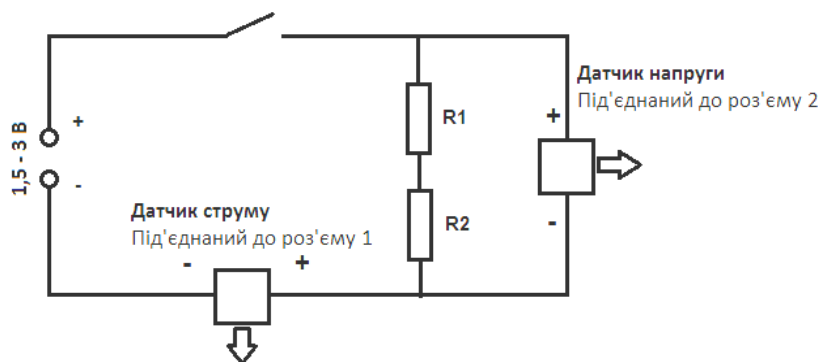 Датчик напруги
Під'єднаний до роз'єму 2
+
R1
+
1,5 - 3 В
-
Датчик струму
Під'єднаний до роз'єму 1
R2
-
-
+